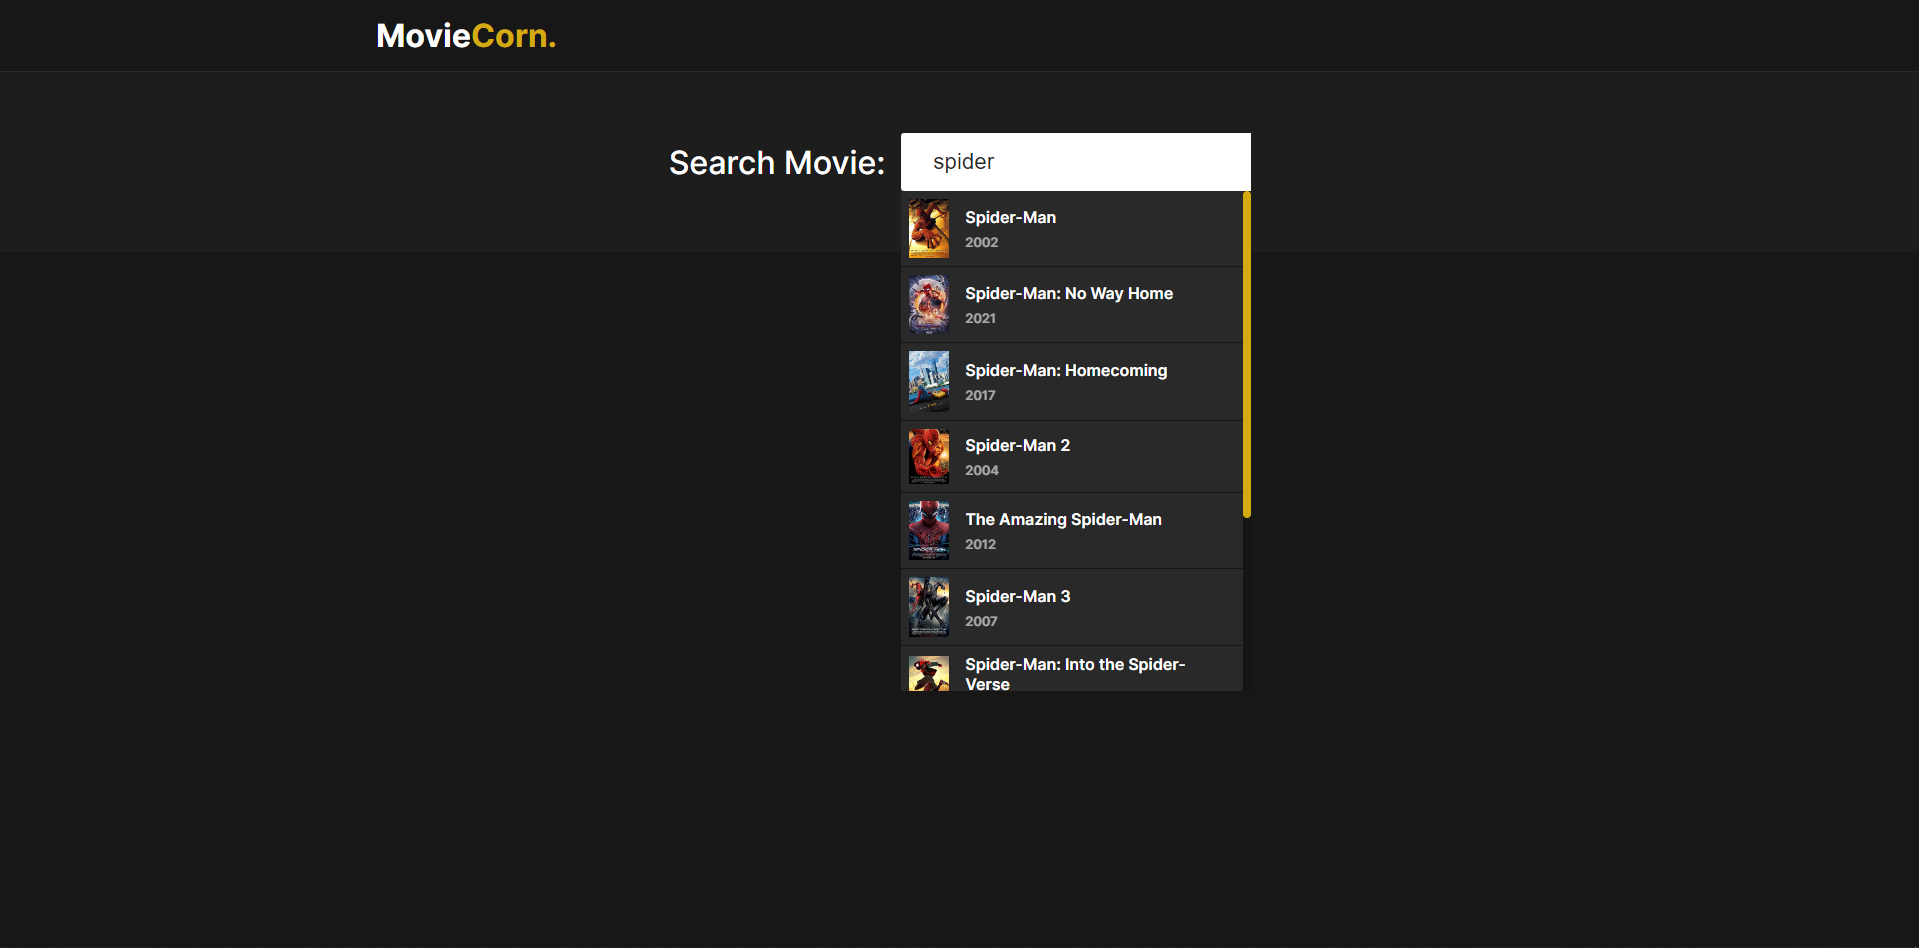 MovieCorn.
Search Movie:
spider
Spider-Man
2002
Spider-Man: No Way Home
2021
Spider-Man: Homecoming
2017
Spider-Man 2
2004
The Amazing Spider-Man
2012
Spider-Man 3
2007
Spider-Man: Into the Spider-
Verse